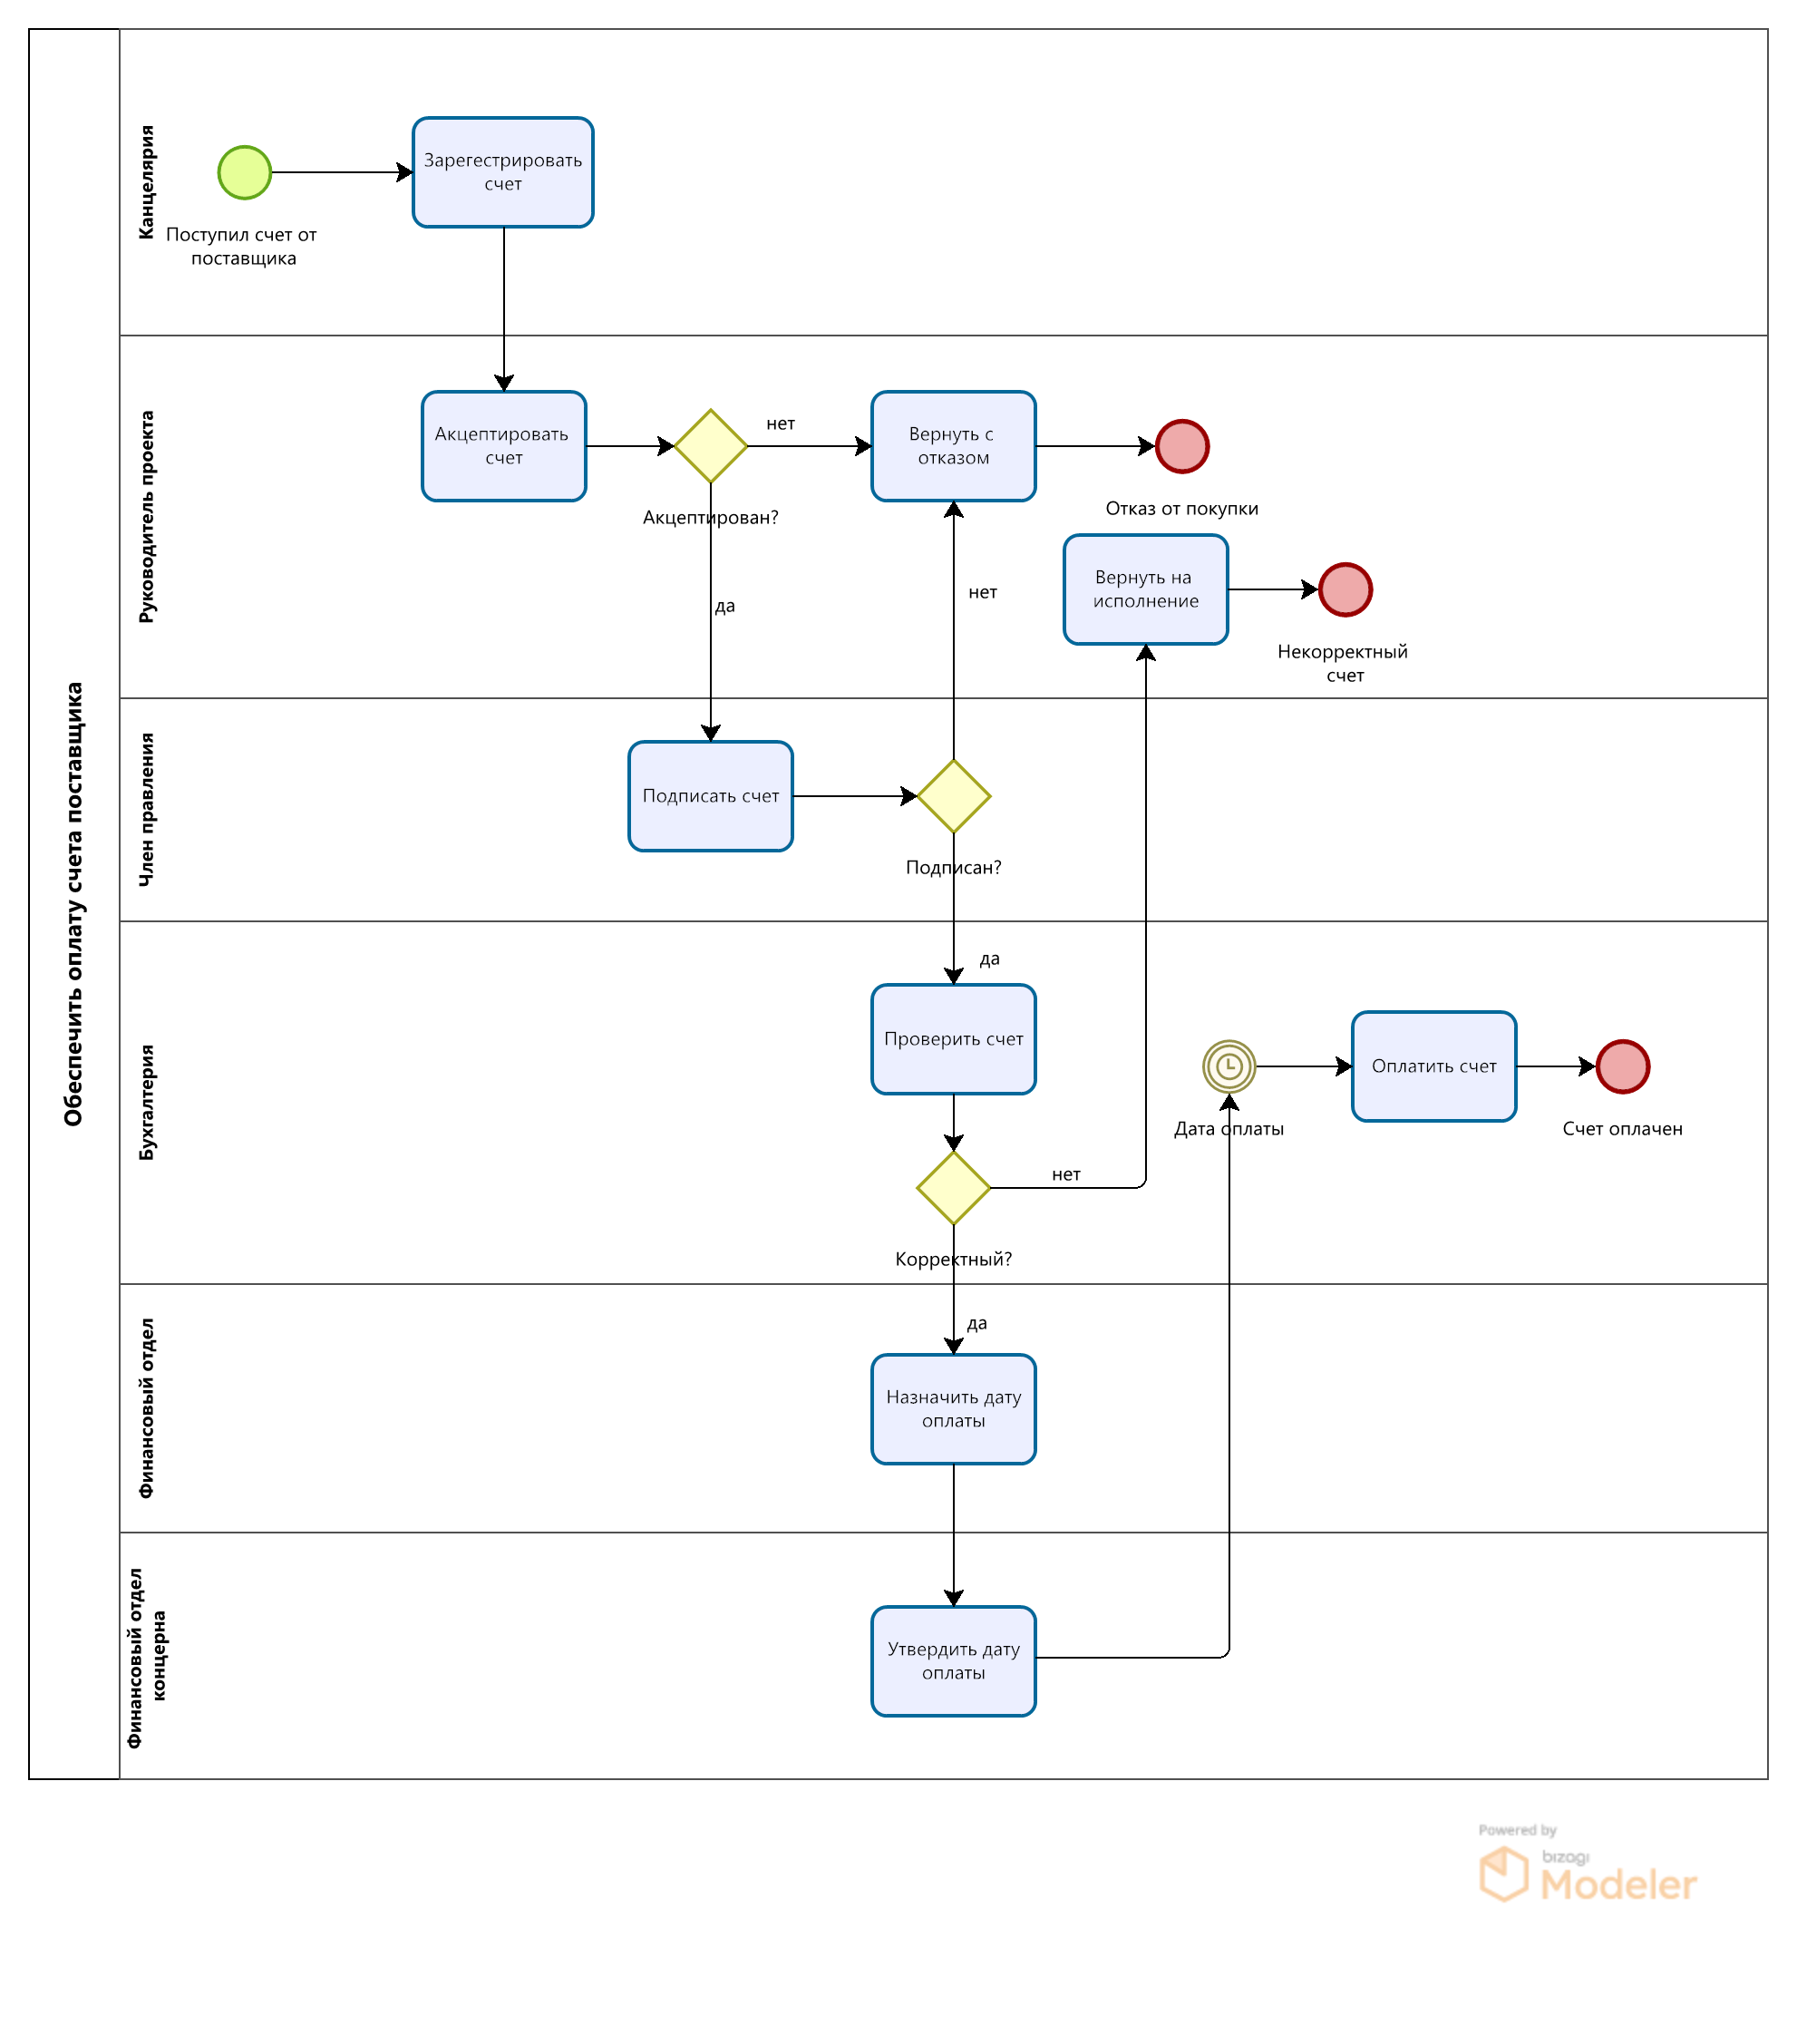 Обеспечить оплату счета поставщика
Канцелярия
Зарегестрировать
счет
Поступил счет от
поставщика
Руководитель проекта
Акцептировать
счет
нет
Вернуть с
отказом
Акцептирован?
Отказ от покупки
да
нет
Вернуть на
исполнение
Некорректный
счет
Член правления
Подписать счет
Подписан?
Бухгалтерия
да
Проверить счет
Оплатить счет
Дата оплаты
Счет оплачен
нет
Корректный?
Финансовый отдел
да
Назначить дату
оплаты
Финансовый отдел
концерна
Утвердить дату
оплаты
Powered by
bizagi
Modeler